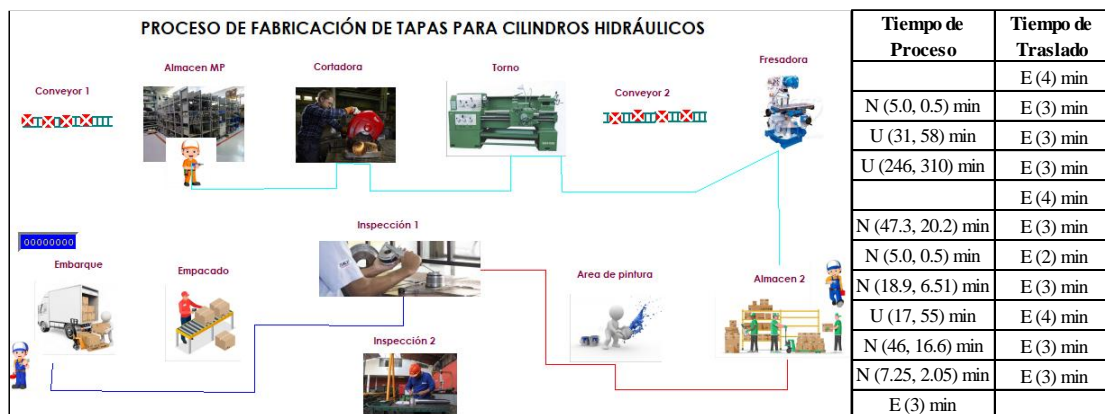 PROCESO DE FABRICACIÓN DE TAPAS PARA CILINDROS HIDRÁULICOS
Conveyor 1
Almacen MP
Cortadora
Torno
Conveyor 2
Fresadora
00000000
Embarque
Empacado
Inspección 1
Inspección 2
Area de pintura
Almacen 2
Tiempo de Proceso Tiempo de Traslado
E (4) min
N (5.0, 0.5) min E (3) min
U (31, 58) min E (3) min
U (246, 310) min E (3) min
E (4) min
N (47.3, 20.2) min E (3) min
N (5.0, 0.5) min E (2) min
N (18.9, 6.51) min E (3) min
U (17, 55) min E (4) min
N (46, 16.6) min E (3) min
N (7.25, 2.05) min E (3) min
E (3) min